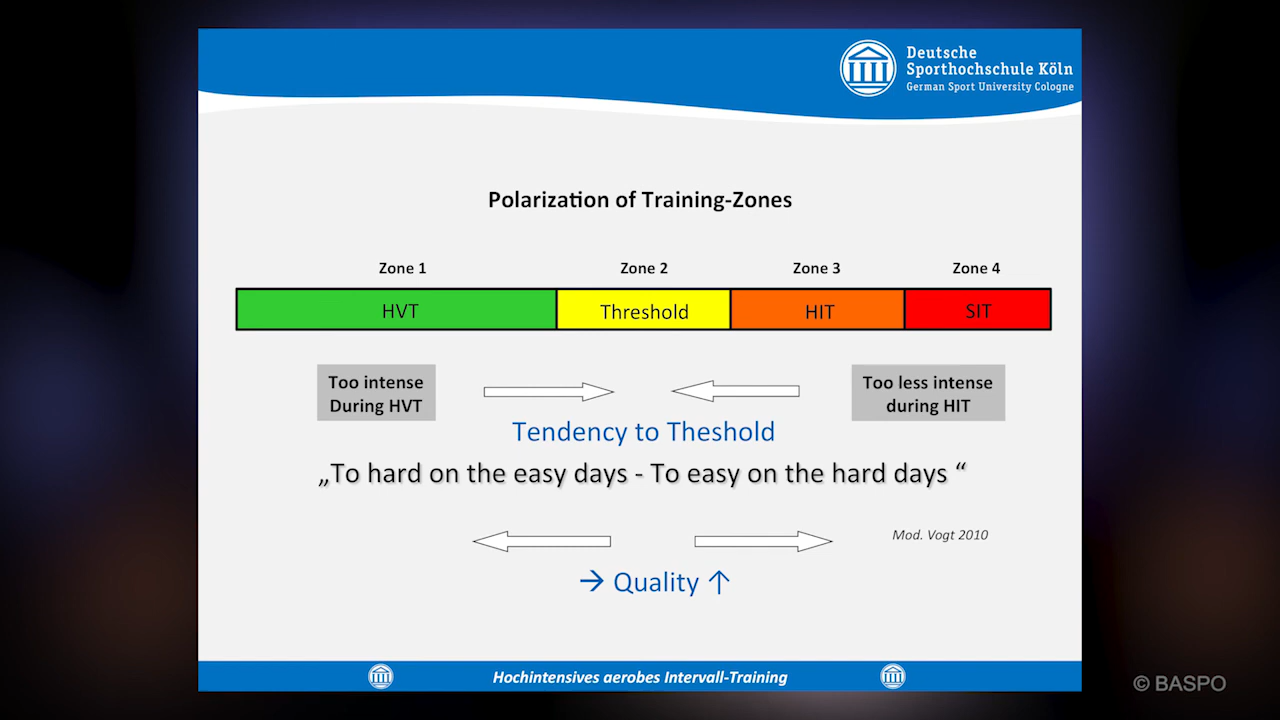 Deutsche
Sporthochschule Köln
German Sport University Cologne
Polarization of Training-Zones
Zone 1 Zone 2 Zone 3 Zone 4
HVT Threshold HIT SIT
Too intense
During HVT
Too less intense
during HIT
Tendency to Theshold
„To hard on the easy days - To easy on the hard days “
Mod. Vogt 2010
→ Quality ↑
Hochintensives aerobes Intervall-Training
© BASPO